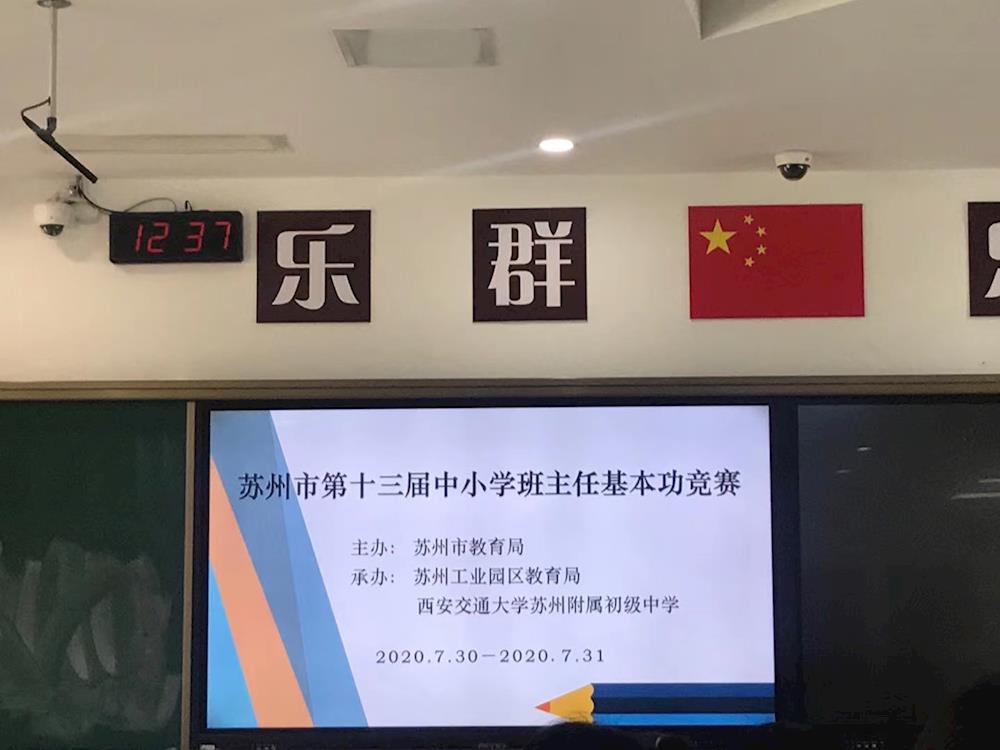 12 37
乐 群
苏州市第十三届中小学班主任基本功竞赛
主办： 苏州市教育局
承办： 苏州工业园区教育局
西安交通大学苏州附属初级中学
2020.7.30－2020.7.31